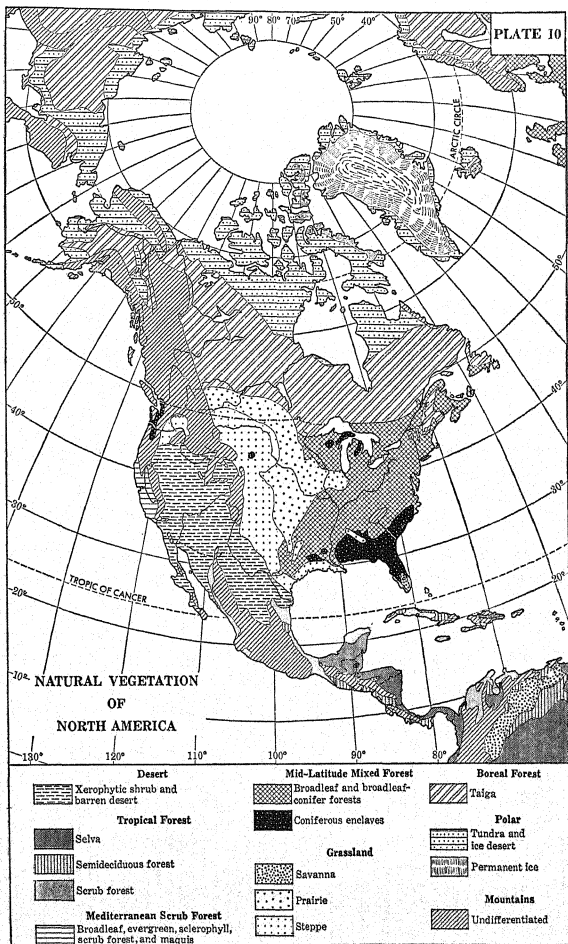 90° 80° 70° 50° 40°
PLATE 10
ARCTIC CIRCLE
50°
50°
40°
40°
30°
30°
20°
20°
TROPIC OF CANCER
10°
NATURAL VEGETATION
OF
NORTH AMERICA
130° 120° 110° 100° 90° 80°
Desert
Xerophytic shrub and
barren desert
Tropical Forest
Selva
Semideciduous forest
Scrub forest
Mediterranean Scrub Forest
Broadleaf, evergreen, sclerophyll,
scrub forest, and maquis
Mid-Latitude Mixed Forest
Broadleaf and broadleaf-
conifer forests
Coniferous enclaves
Grassland
Savanna
Prairie
Steppe
Boreal Forest
Taiga
Polar
Tundra and
ice desert
Permanent ice
Mountains
Undifferentiated